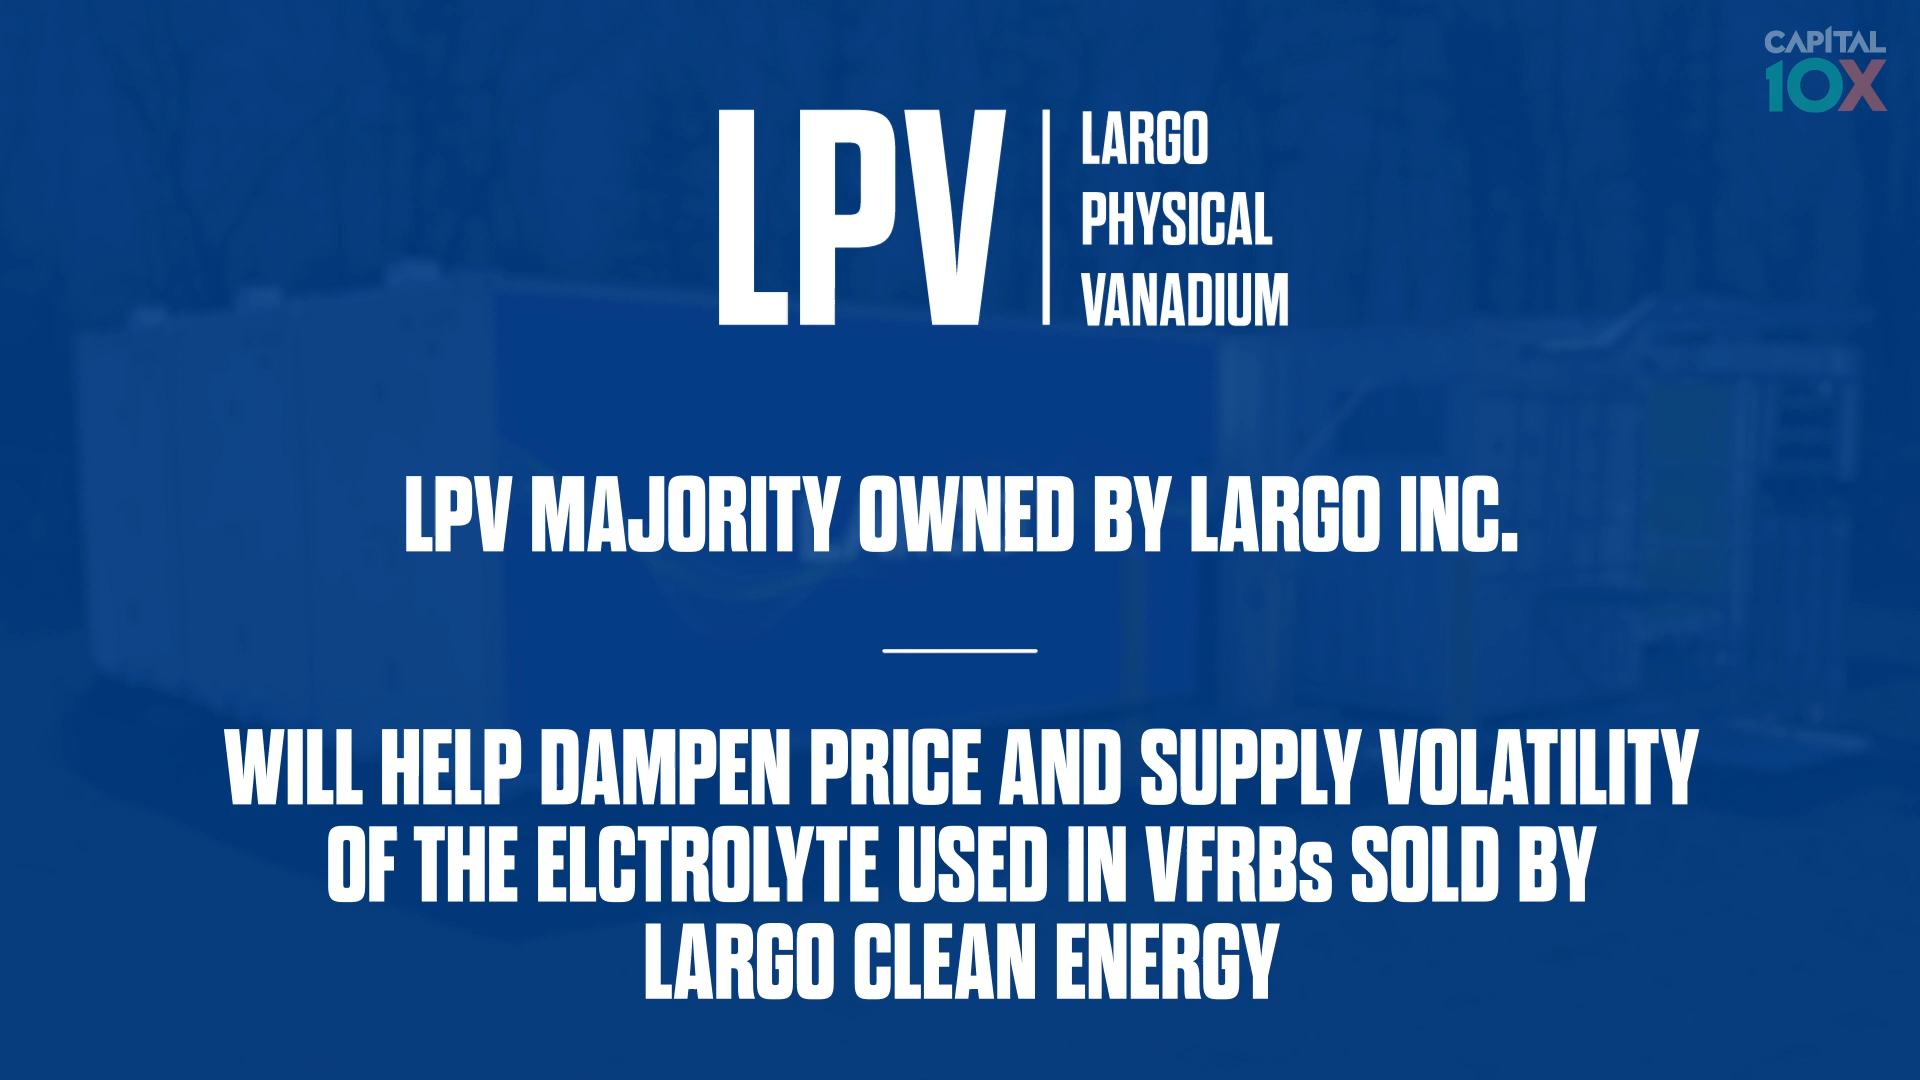 CAPITAL
10X
LPV
LARGO
PHYSICAL
VANADIUM
LPV MAJORITY OWNED BY LARGO INC.
WILL HELP DAMPEN PRICE AND SUPPLY VOLATILITY
OF THE ELCTROLYTE USED IN VFRBs SOLD BY
LARGO CLEAN ENERGY